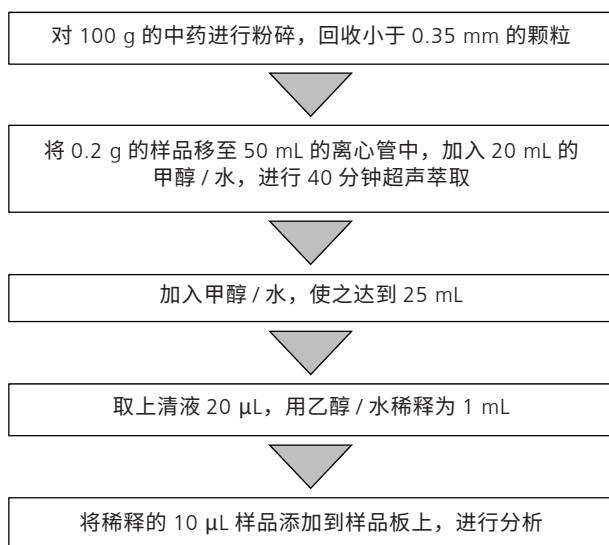 对 100 g 的中药进行粉碎，回收小于 0.35 mm 的颗粒
将 0.2 g 的样品移至 50 mL 的离心管中，加入 20 mL 的
甲醇 / 水，进行 40 分钟超声萃取
加入甲醇 / 水，使之达到 25 mL
取上清液 20 μL，用乙醇 / 水稀释为 1 mL
将稀释的 10 μL 样品添加到样品板上，进行分析